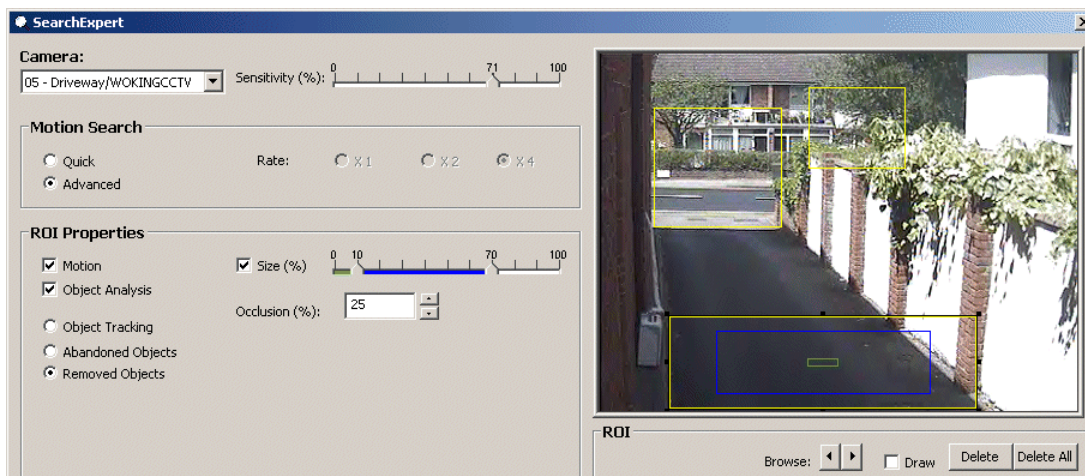 SearchExpert
Camera:
05 - Driveway/WOKINGCCTV
Sensitivity (%):
0 71 100
Motion Search
Quick
Rate: X 1 X 2 X 4
Advanced
ROI Properties
Motion
Size (%)
0 10 70 100
Object Analysis
Occlusion (%): 25
Object Tracking
Abandoned Objects
Removed Objects
ROI
Browse: Draw Delete Delete All